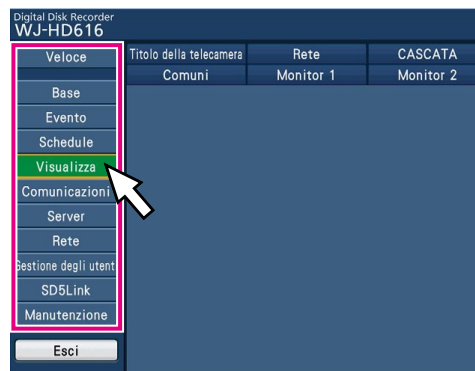 Digital Disk Recorder
WJ-HD616
Veloce
Titolo della telecamera Rete CASCATA
Comuni Monitor 1 Monitor 2
Base
Evento
Schedule
Visualizza
Comunicazioni
Server
Rete
Gestione degli utent
SD5Link
Manutenzione
Esci